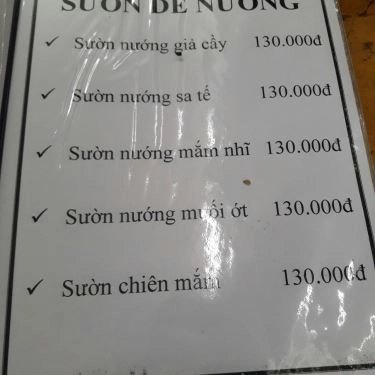 SƯỜN DÊ NƯỚNG
✓ Sườn nướng giả cầy 130.000đ
✓ Sườn nướng sa tế 130.000đ
✓ Sườn nướng mắm nhĩ 130.000đ
✓ Sườn nướng muối ớt 130.000đ
✓ Sườn chiên mắm 130.000đ